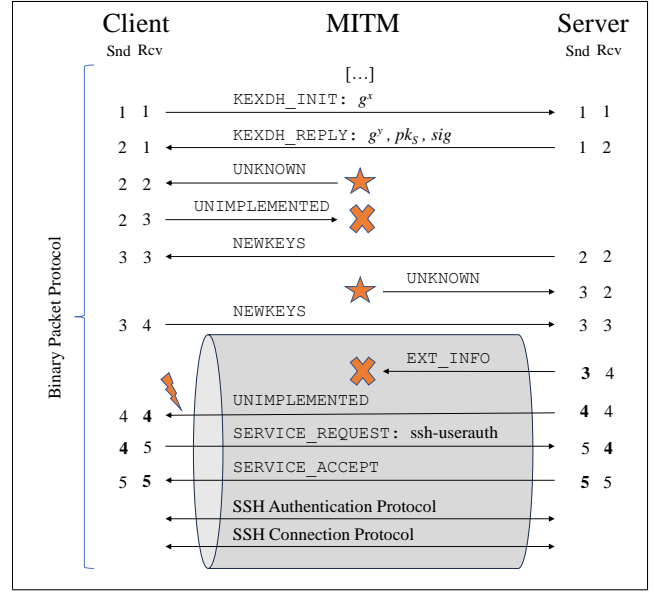 Client MITM Server
Snd Rcv Snd Rcv
[…]
KEXDH_INIT: gˣ
1 1 1 1
KEXDH_REPLY: gʸ, pkₛ, sig
2 1 1 2
UNKNOWN
2 2
UNIMPLEMENTED
2 3
NEWKEYS
3 3 2 2
UNKNOWN
3 2
NEWKEYS
3 4 3 3
EXT_INFO
3 4
UNIMPLEMENTED
4 4 4 4
SERVICE_REQUEST: ssh-userauth
4 5 5 4
SERVICE_ACCEPT
5 5 5 5
SSH Authentication Protocol
SSH Connection Protocol
Binary Packet Protocol